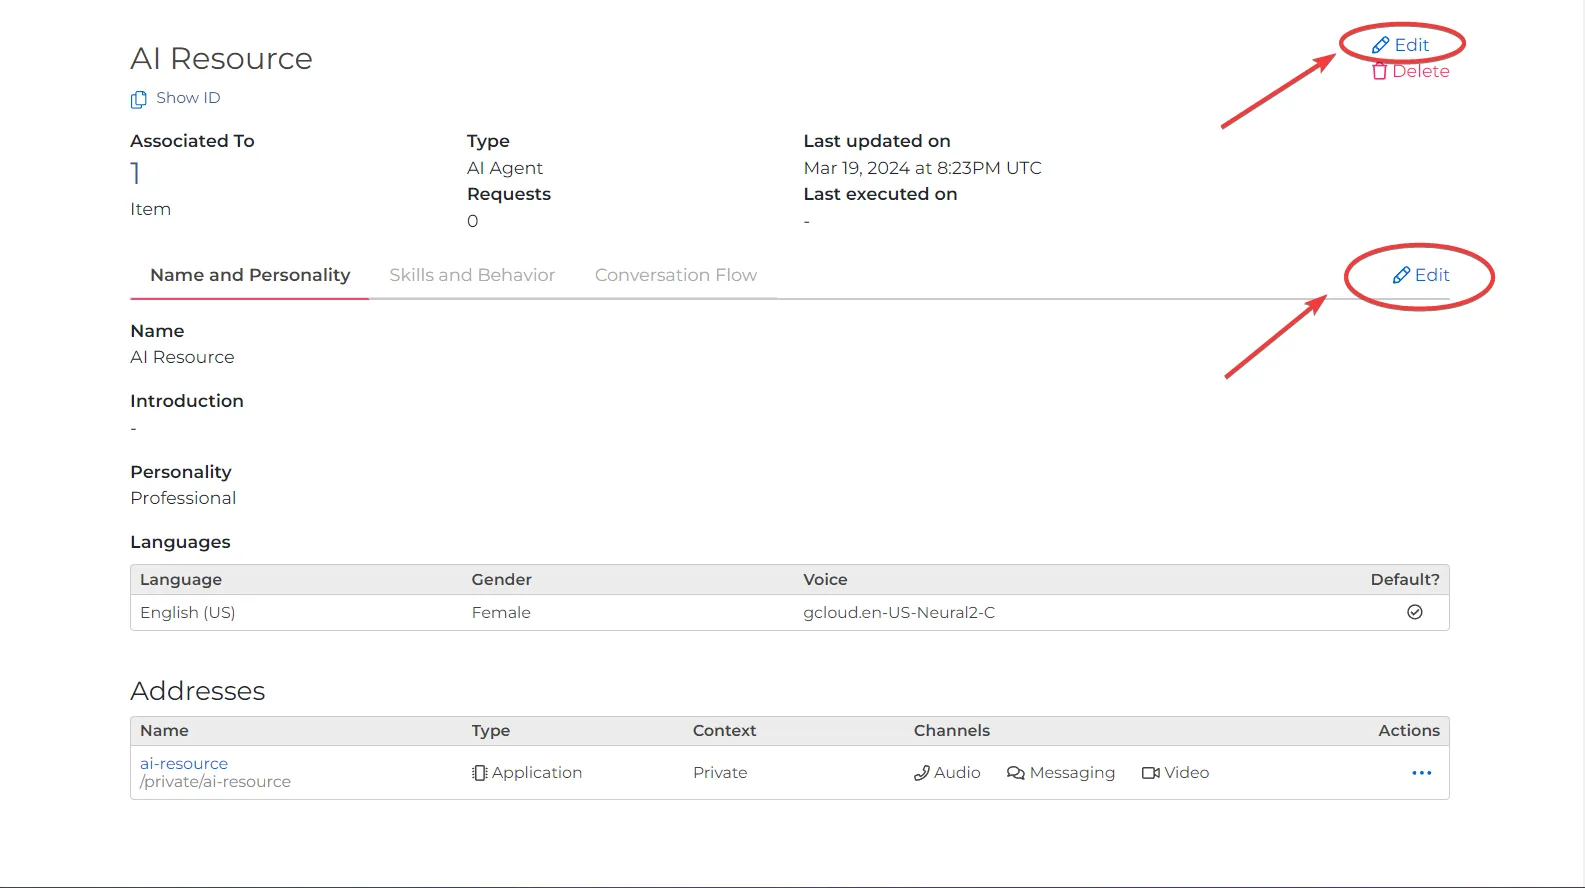 AI Resource
Edit
Delete
Show ID
Associated To
1
Item
Type
AI Agent
Requests
0
Last updated on
Mar 19, 2024 at 8:23PM UTC
Last executed on
-
Name and Personality Skills and Behavior Conversation Flow Edit
Name
AI Resource
Introduction
-
Personality
Professional
Languages
Language Gender Voice Default?
English (US) Female gcloud.en-US-Neural2-C
Addresses
Name Type Context Channels Actions
ai-resource
/private/ai-resource
Application Private Audio Messaging Video